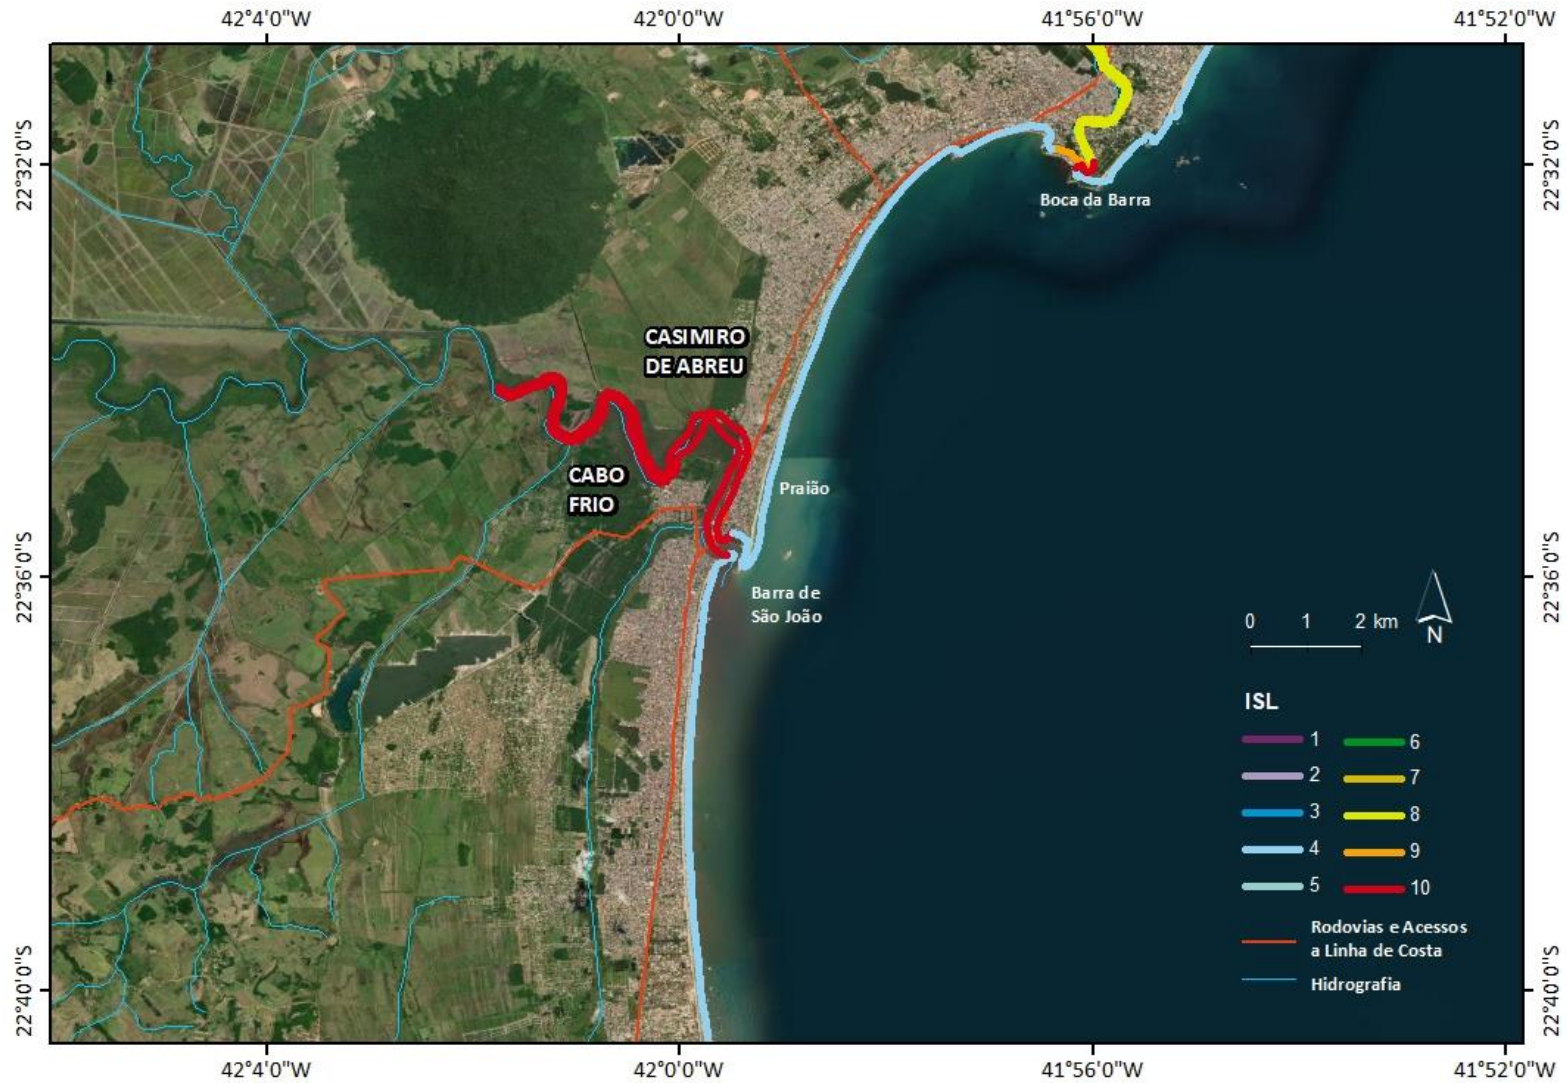 42°4'0"W
42°0'0"W
41°56'0"W
41°52'0"W
22°32'0"S
22°32'0"S
Boca da Barra
CASIMIRO
DE ABREU
CABO
FRIO
Praião
22°36'0"S
22°36'0"S
Barra de
São João
0 1 2 km
N
ISL
1
2
3
4
5
6
7
8
9
10
Rodovias e Acessos
a Linha de Costa
Hidrografia
22°40'0"S
22°40'0"S
42°4'0"W
42°0'0"W
41°56'0"W
41°52'0"W